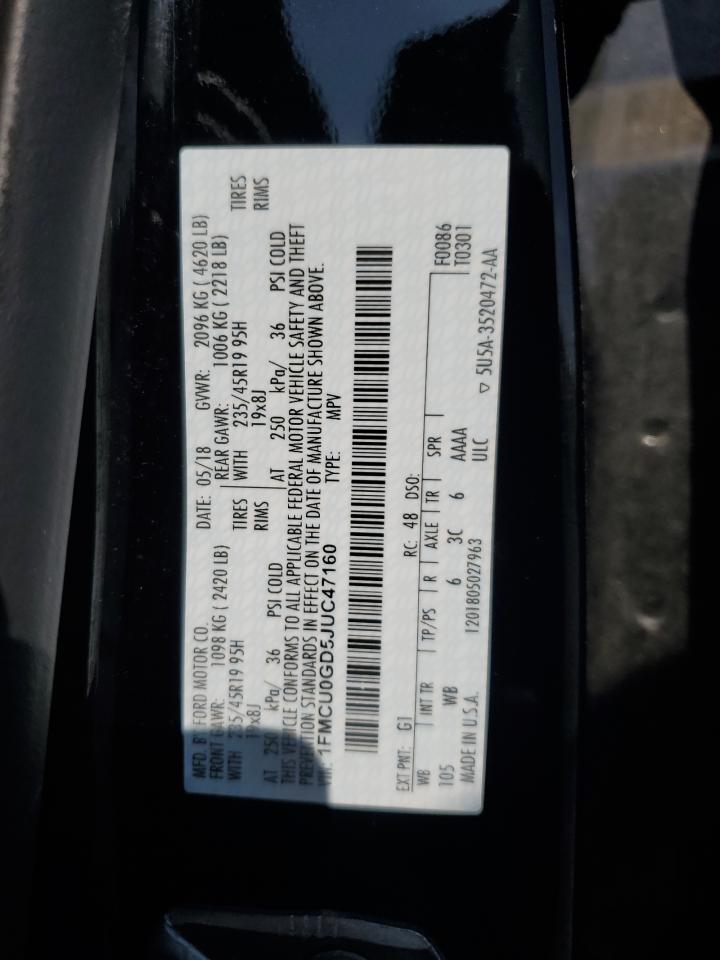 MFD. BY FORD MOTOR CO.
DATE: 05/18 GVWR: 2096 KG ( 4620 LB)
FRONT GAWR: 1098 KG ( 2420 LB) REAR GAWR: 1006 KG ( 2218 LB)
WITH 235/45R19 95H TIRES WITH 235/45R19 95H TIRES
19x8J RIMS 19x8J RIMS
AT 250 kPa/ 36 PSI COLD AT 250 kPa/ 36 PSI COLD
THIS VEHICLE CONFORMS TO ALL APPLICABLE FEDERAL MOTOR VEHICLE SAFETY AND THEFT
PREVENTION STANDARDS IN EFFECT ON THE DATE OF MANUFACTURE SHOWN ABOVE.
VIN: 1FMCU0GD5JUC47160 TYPE: MPV
EXT PNT: G1 RC: 48 DSO: F0086
WB INT TR TP/PS R AXLE TR SPR T0301
105 WB 6 3C 6 AAAA
MADE IN U.S.A. 1201805027963 ULC ▽ 5U5A-3520472-AA